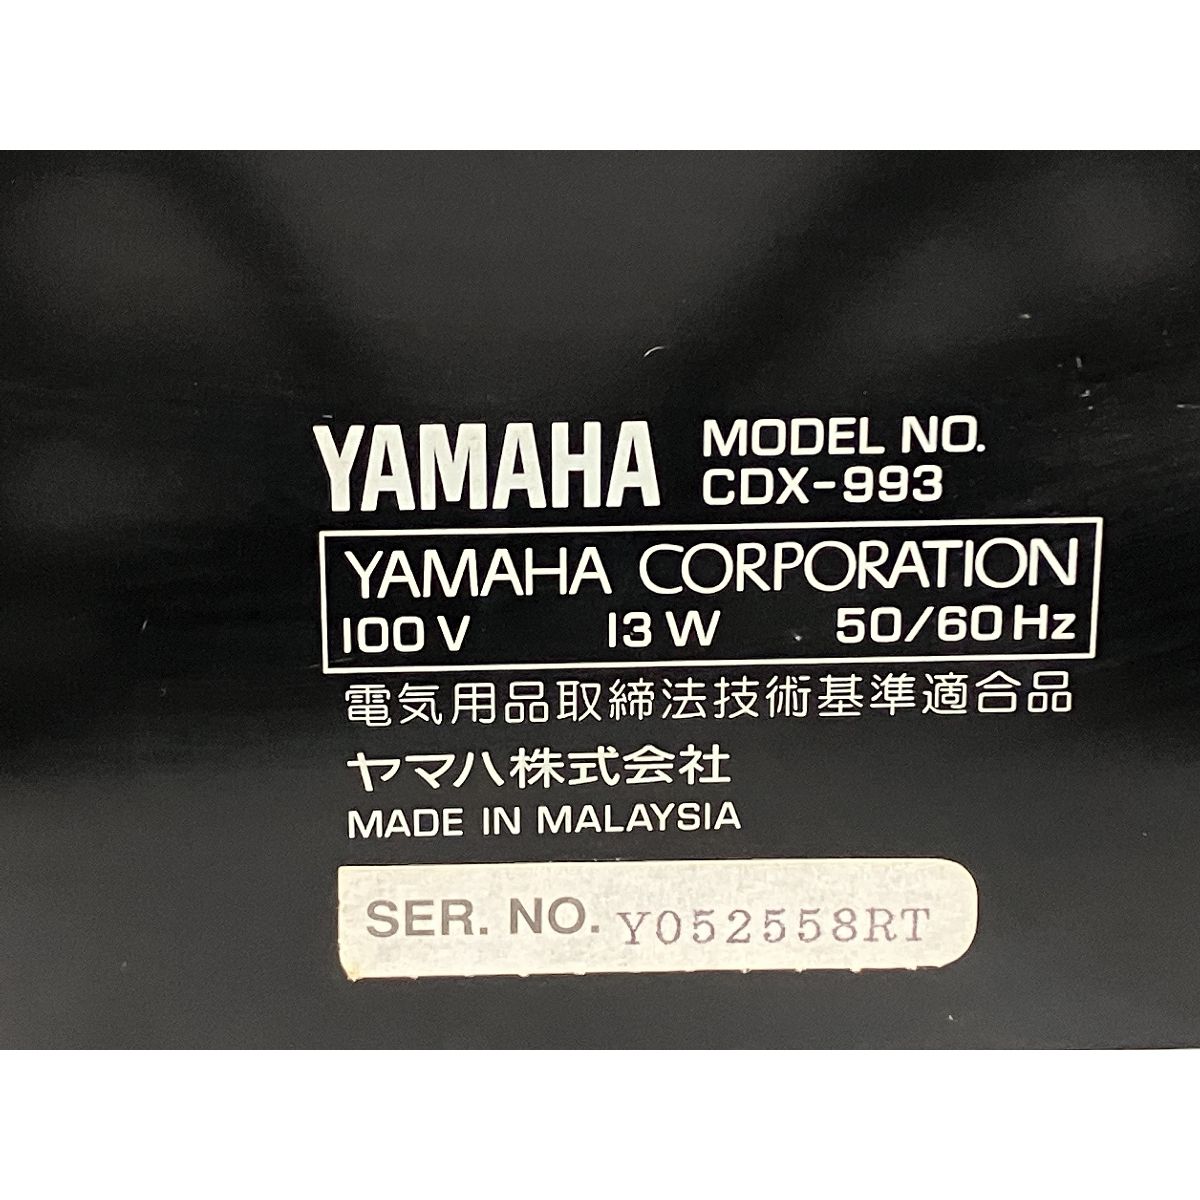 YAMAHA MODEL NO.
CDX-993
YAMAHA CORPORATION
100 V 13 W 50/60 Hz
電気用品取締法技術基準適合品
ヤマハ株式会社
MADE IN MALAYSIA
SER. NO. Y052558RT